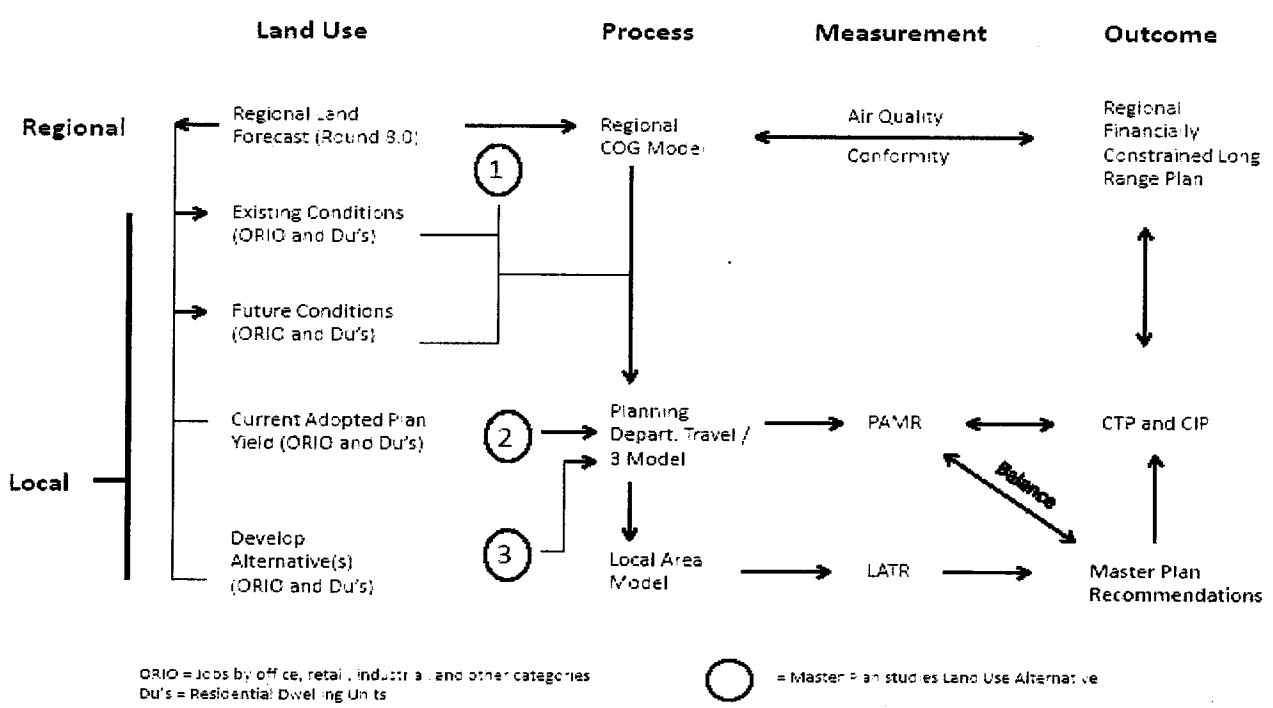 Land Use
Process
Measurement
Outcome
Regional
Regional Land
Forecast (Round 8.0)
Regional
COG Model
Air Quality
Conformity
Regional
Financially
Constrained Long
Range Plan
1
Existing Conditions
(ORIO and Du's)
Future Conditions
(ORIO and Du's)
Local
Current Adopted Plan
Yield (ORIO and Du's)
2
Planning
Depart. Travel /
3 Model
PAMR
CTP and CIP
Balance
Develop
Alternative(s)
(ORIO and Du's)
3
Local Area
Model
LATR
Master Plan
Recommendations
ORIO = Jobs by office, retail, industrial, and other categories
Du's = Residential Dwelling Units
= Master Plan studies Land Use Alternative